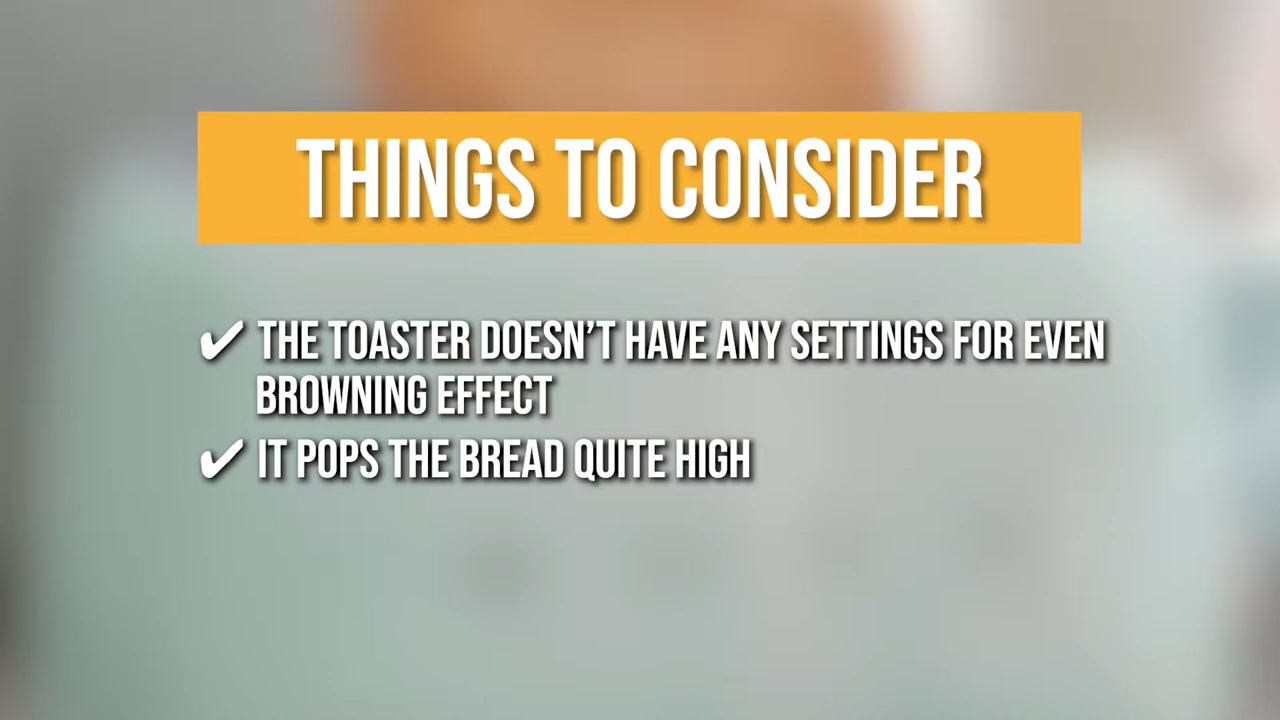 THINGS TO CONSIDER
✔ THE TOASTER DOESN’T HAVE ANY SETTINGS FOR EVEN
BROWNING EFFECT
✔ IT POPS THE BREAD QUITE HIGH